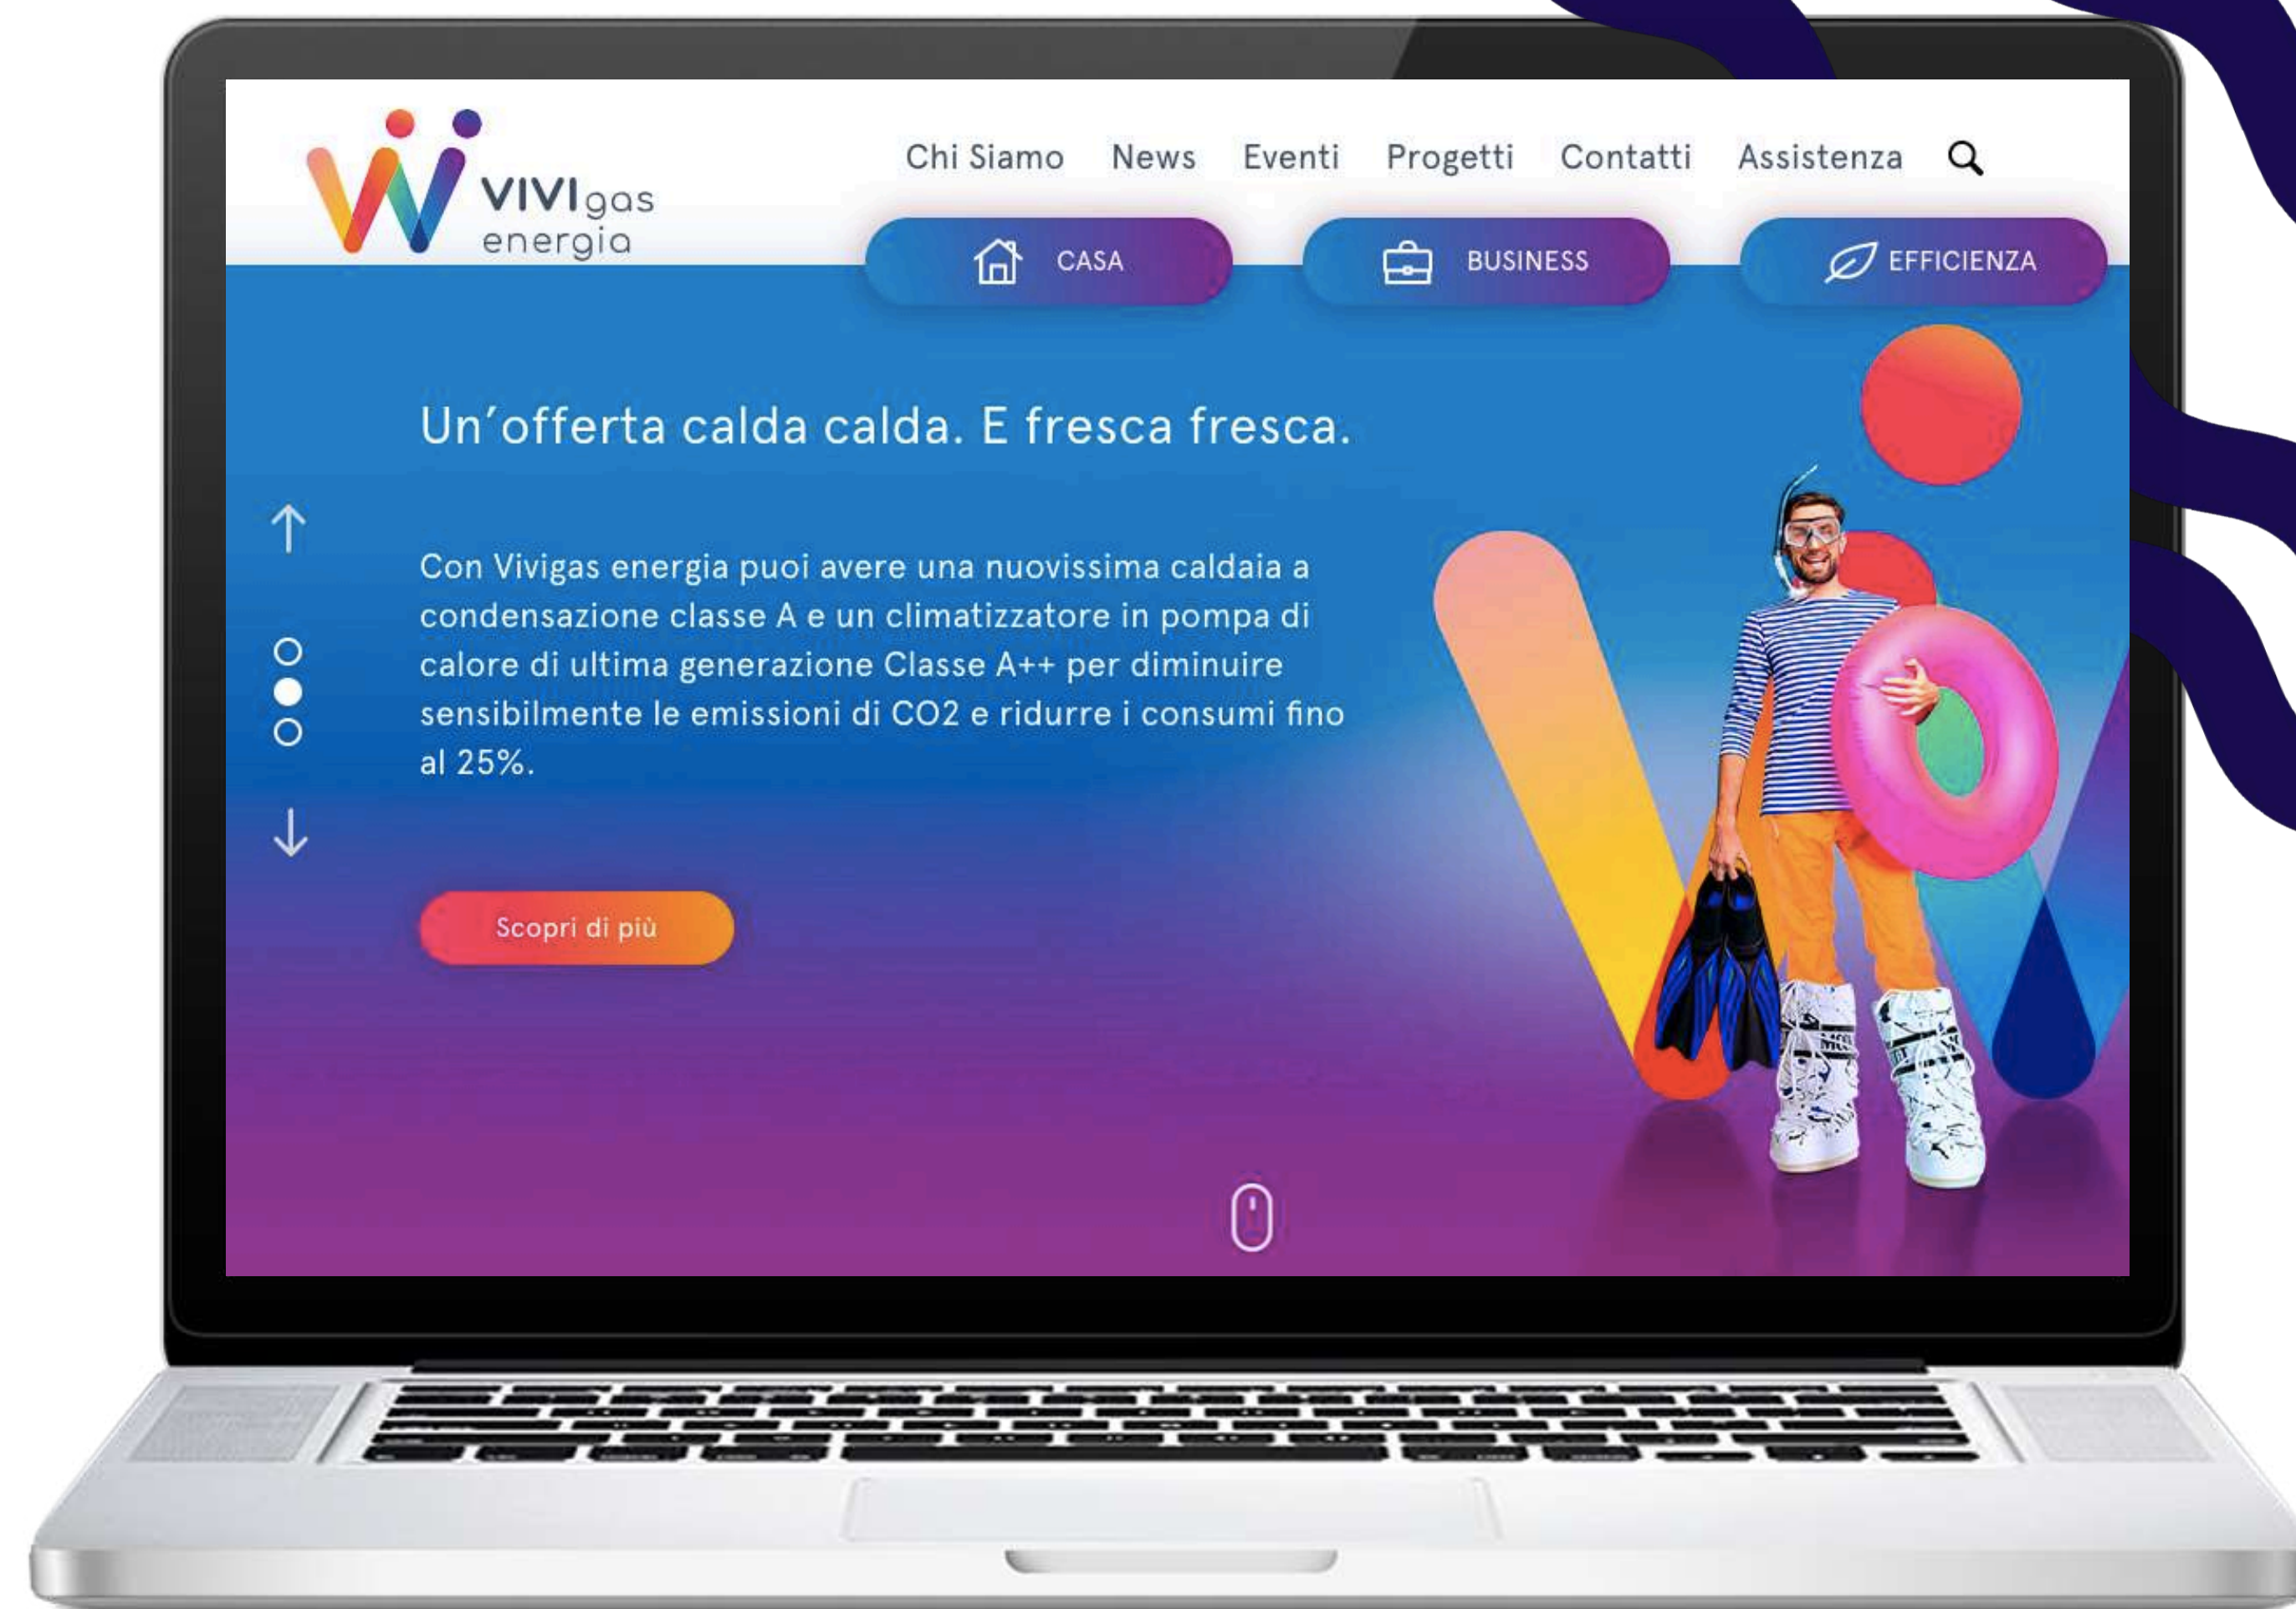 VIVIgas
energia
Chi Siamo News Eventi Progetti Contatti Assistenza
CASA BUSINESS EFFICIENZA
Un’offerta calda calda. E fresca fresca.
Con Vivigas energia puoi avere una nuovissima caldaia a
condensazione classe A e un climatizzatore in pompa di
calore di ultima generazione Classe A++ per diminuire
sensibilmente le emissioni di CO2 e ridurre i consumi fino
al 25%.
Scopri di più